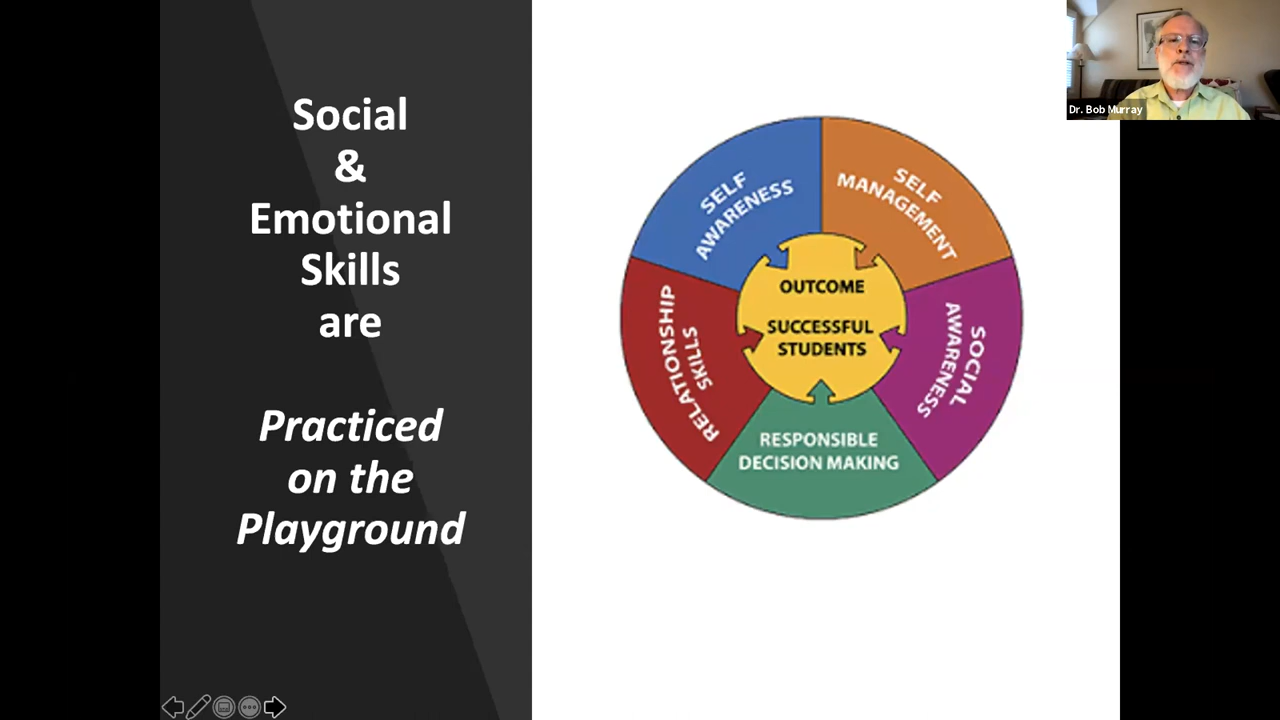 Social
&
Emotional
Skills
are
Practiced
on the
Playground
SELF
AWARENESS
SELF
MANAGEMENT
SOCIAL
AWARENESS
RESPONSIBLE
DECISION MAKING
RELATIONSHIP
SKILLS
OUTCOME
SUCCESSFUL
STUDENTS
Dr. Bob Murray